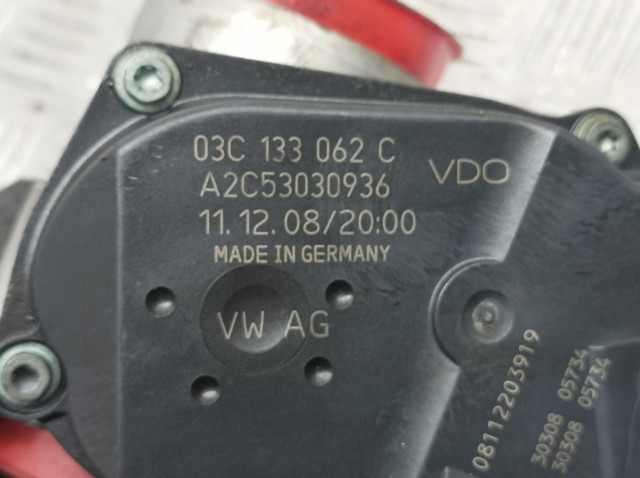 03C 133 062 C
VDO
A2C53030936
11.12.08/20:00
MADE IN GERMANY
VW AG
08112203919
30308 05734
30308 05734